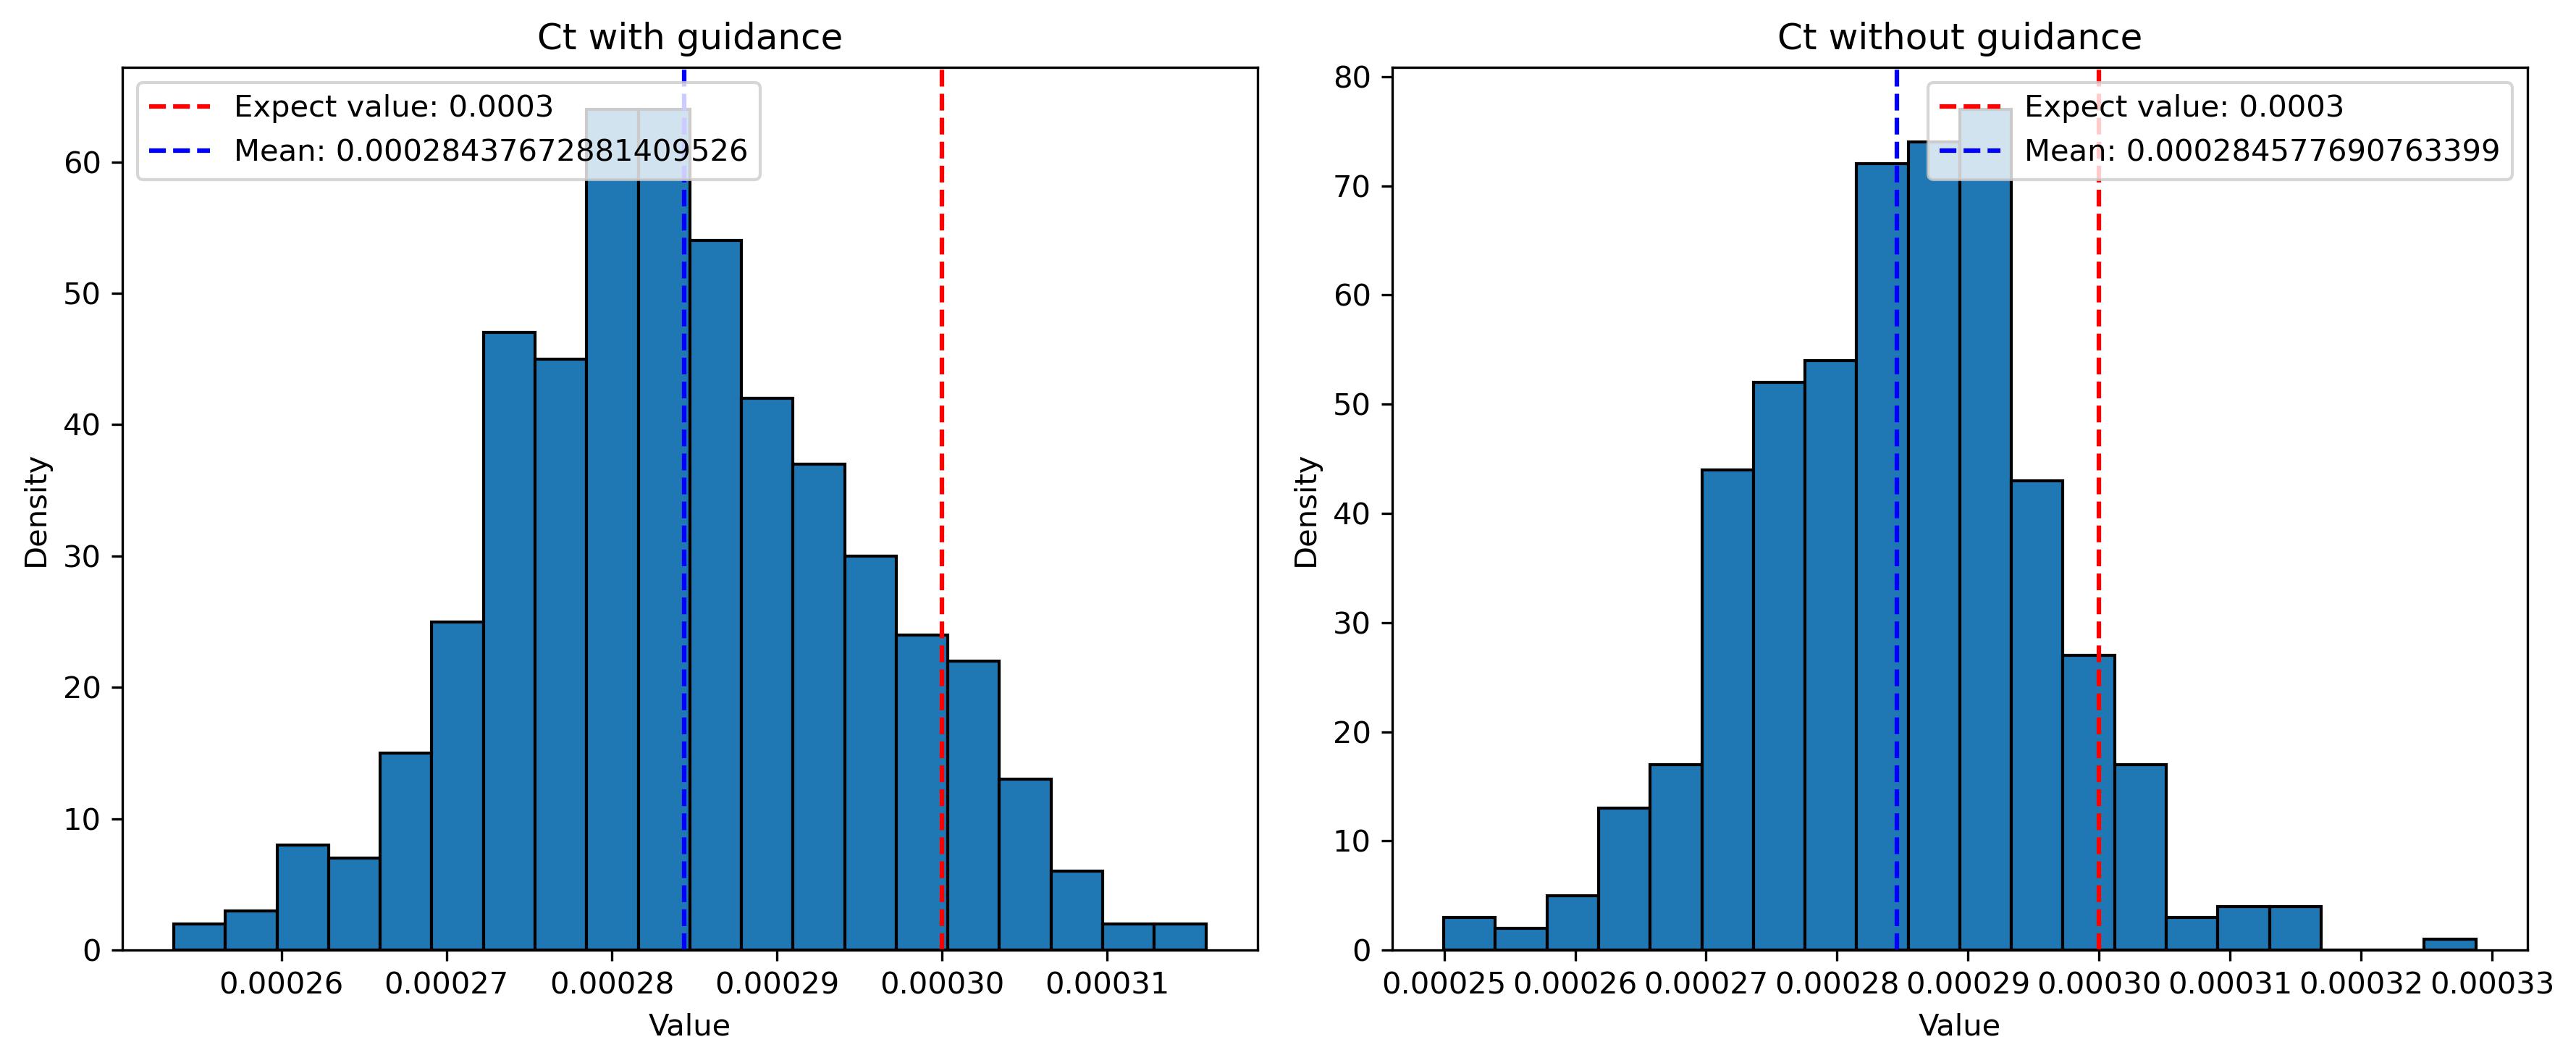 Ct with guidance
Expect value: 0.0003
Mean: 0.00028437672881409526
60
50
40
30
20
10
0
Density
0.00026 0.00027 0.00028 0.00029 0.00030 0.00031
Value
Ct without guidance
Expect value: 0.0003
Mean: 0.000284577690763399
80
70
60
50
40
30
20
10
0
Density
0.00025 0.00026 0.00027 0.00028 0.00029 0.00030 0.00031 0.00032 0.00033
Value